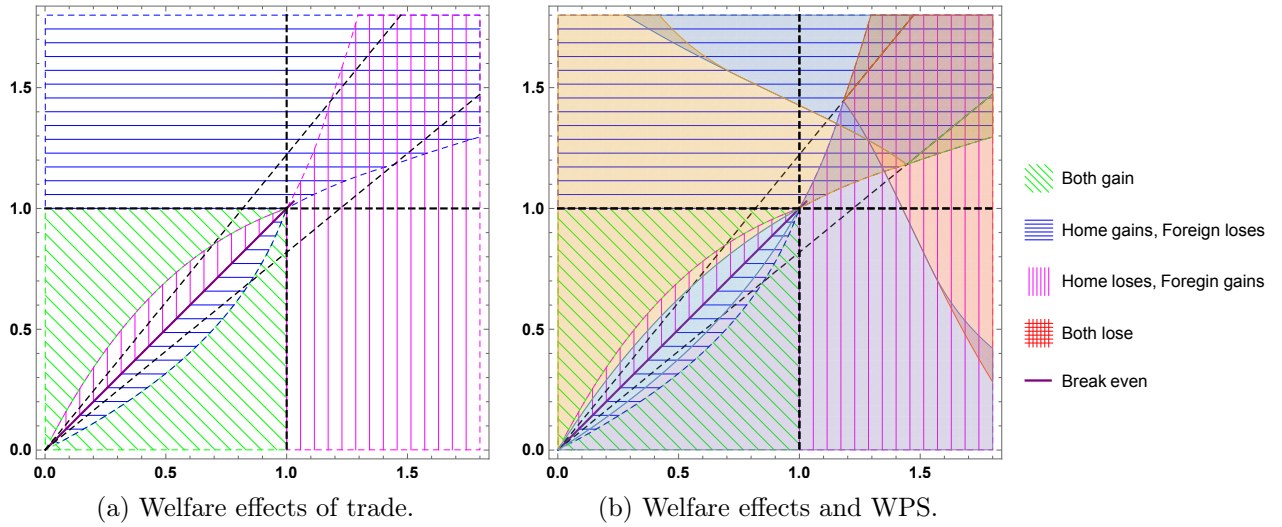 1.5
1.0
0.5
0.0
0.0 0.5 1.0 1.5
(a) Welfare effects of trade.
1.5
1.0
0.5
0.0
0.0 0.5 1.0 1.5
(b) Welfare effects and WPS.
Both gain
Home gains, Foreign loses
Home loses, Foregin gains
Both lose
Break even